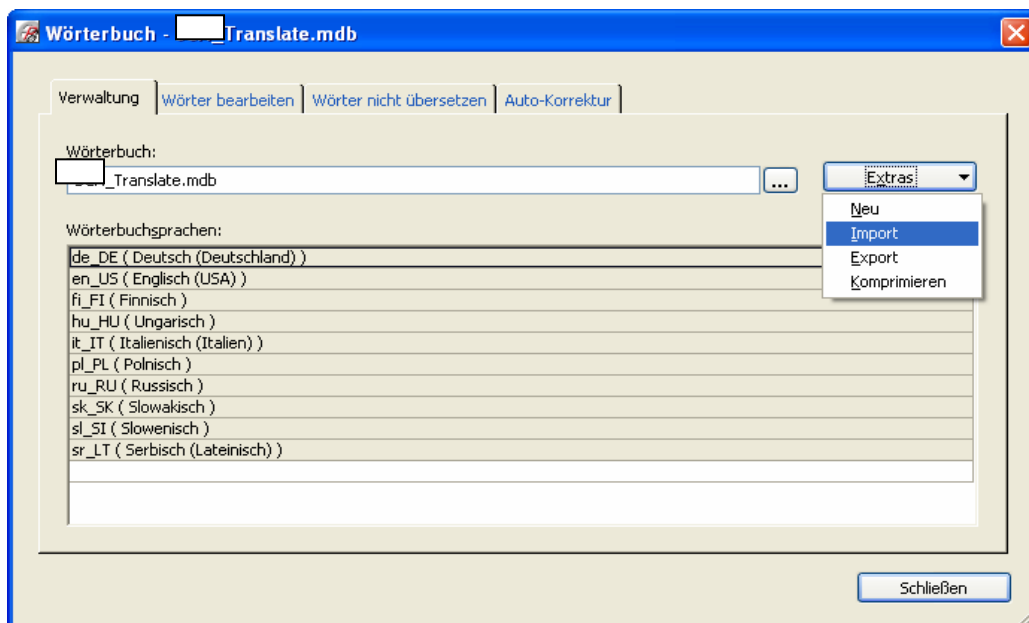 Wörterbuch - _Translate.mdb
Verwaltung Wörter bearbeiten Wörter nicht übersetzen Auto-Korrektur
Wörterbuch:
_Translate.mdb ... Extras
Neu
Import
Export
Komprimieren
Wörterbuchsprachen:
de_DE ( Deutsch (Deutschland) )
en_US ( Englisch (USA) )
fi_FI ( Finnisch )
hu_HU ( Ungarisch )
it_IT ( Italienisch (Italien) )
pl_PL ( Polnisch )
ru_RU ( Russisch )
sk_SK ( Slowakisch )
sl_SI ( Slowenisch )
sr_LT ( Serbisch (Lateinisch) )
Schließen